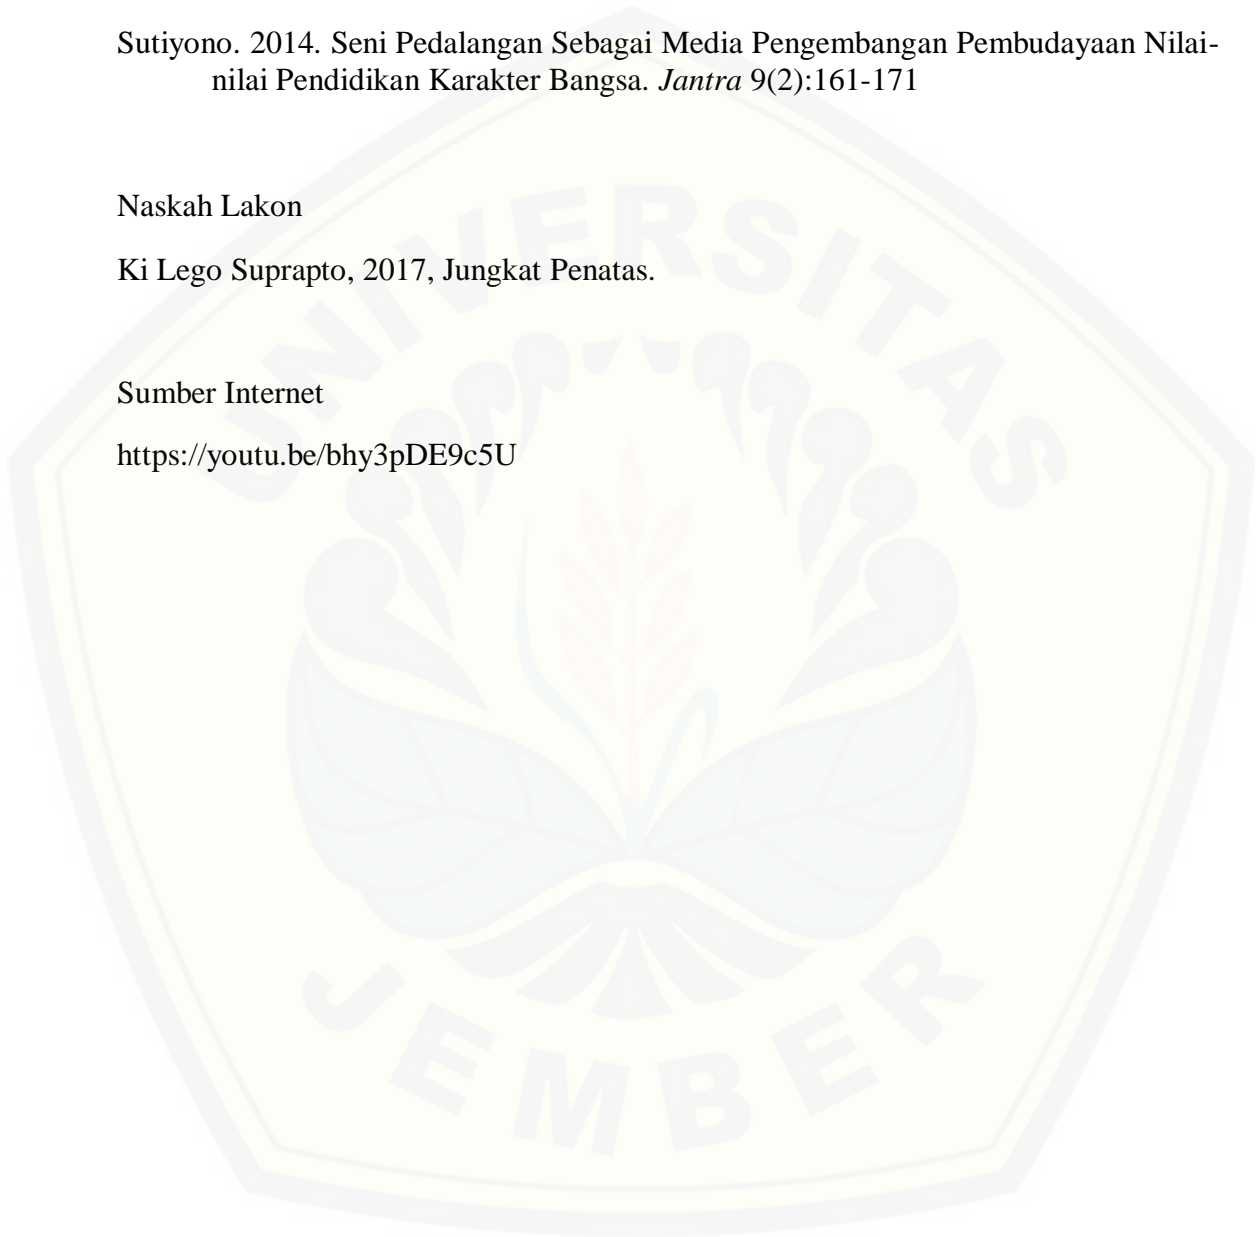 Sutiyono. 2014. Seni Pedalangan Sebagai Media Pengembangan Pembudayaan Nilai-
nilai Pendidikan Karakter Bangsa. Jantra 9(2):161-171
Naskah Lakon
Ki Lego Suprapto, 2017, Jungkat Penatas.
Sumber Internet
https://youtu.be/bhy3pDE9c5U
UNIVERSITAS
JEMBER